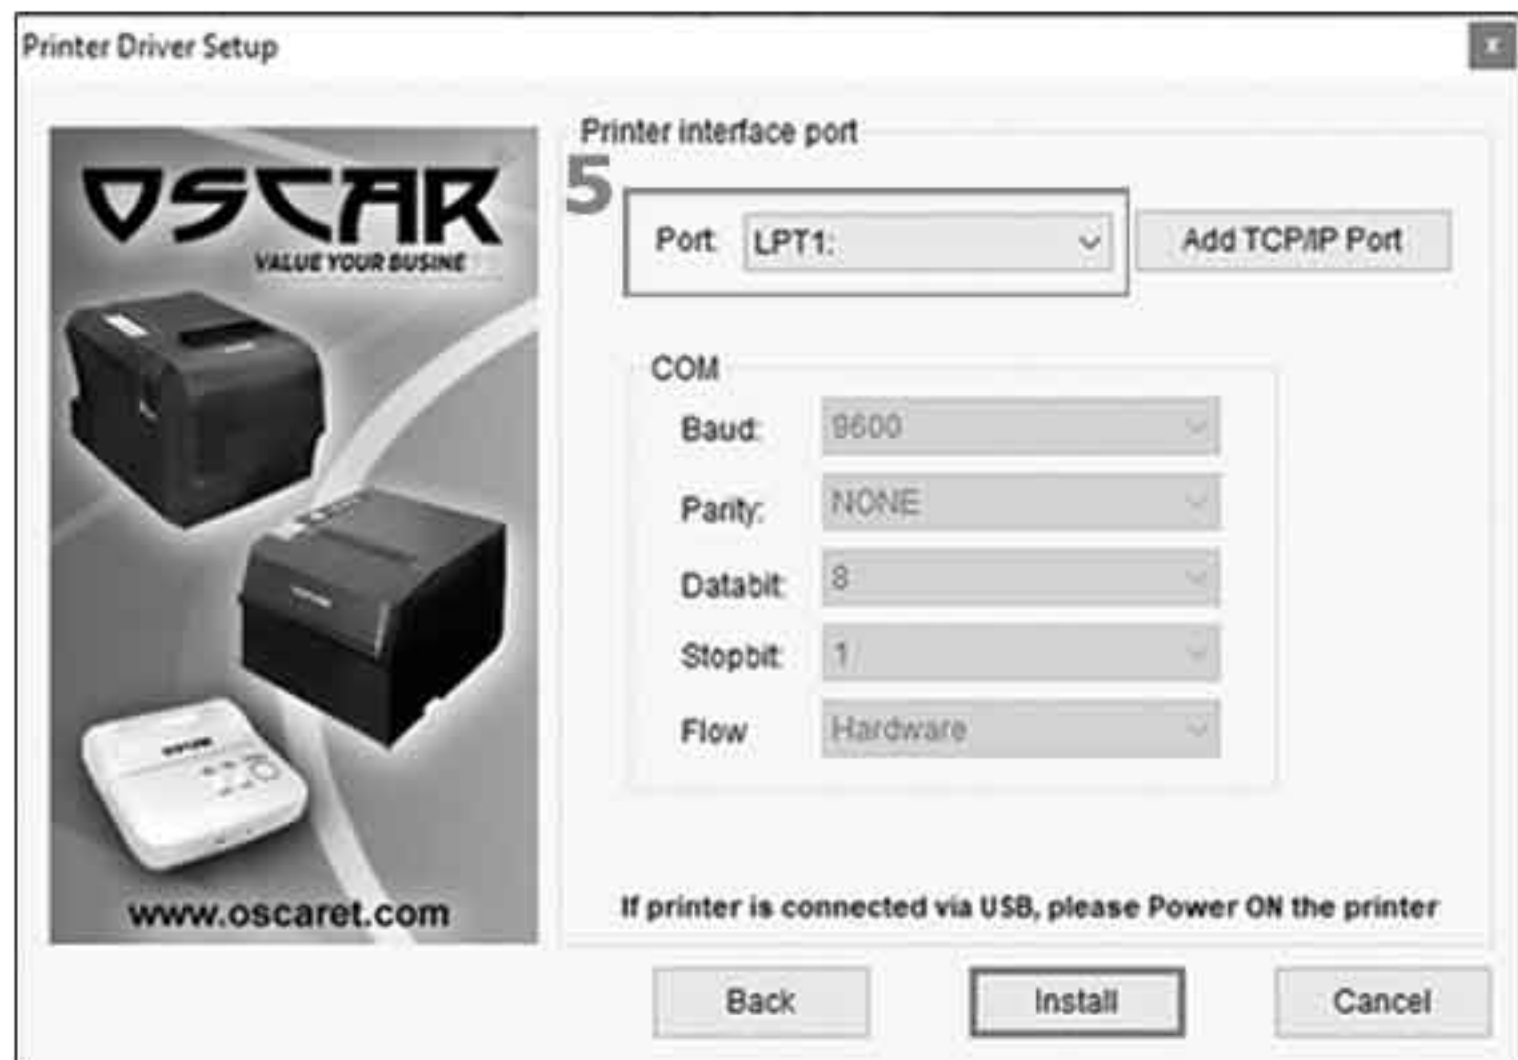 Printer Driver Setup
x
OSCAR
VALUE YOUR BUSINE
www.oscaret.com
Printer interface port
5
Port: LPT1: Add TCP/IP Port
COM
Baud: 9600
Parity: NONE
Databit: 8
Stopbit: 1
Flow Hardware
If printer is connected via USB, please Power ON the printer
Back Install Cancel